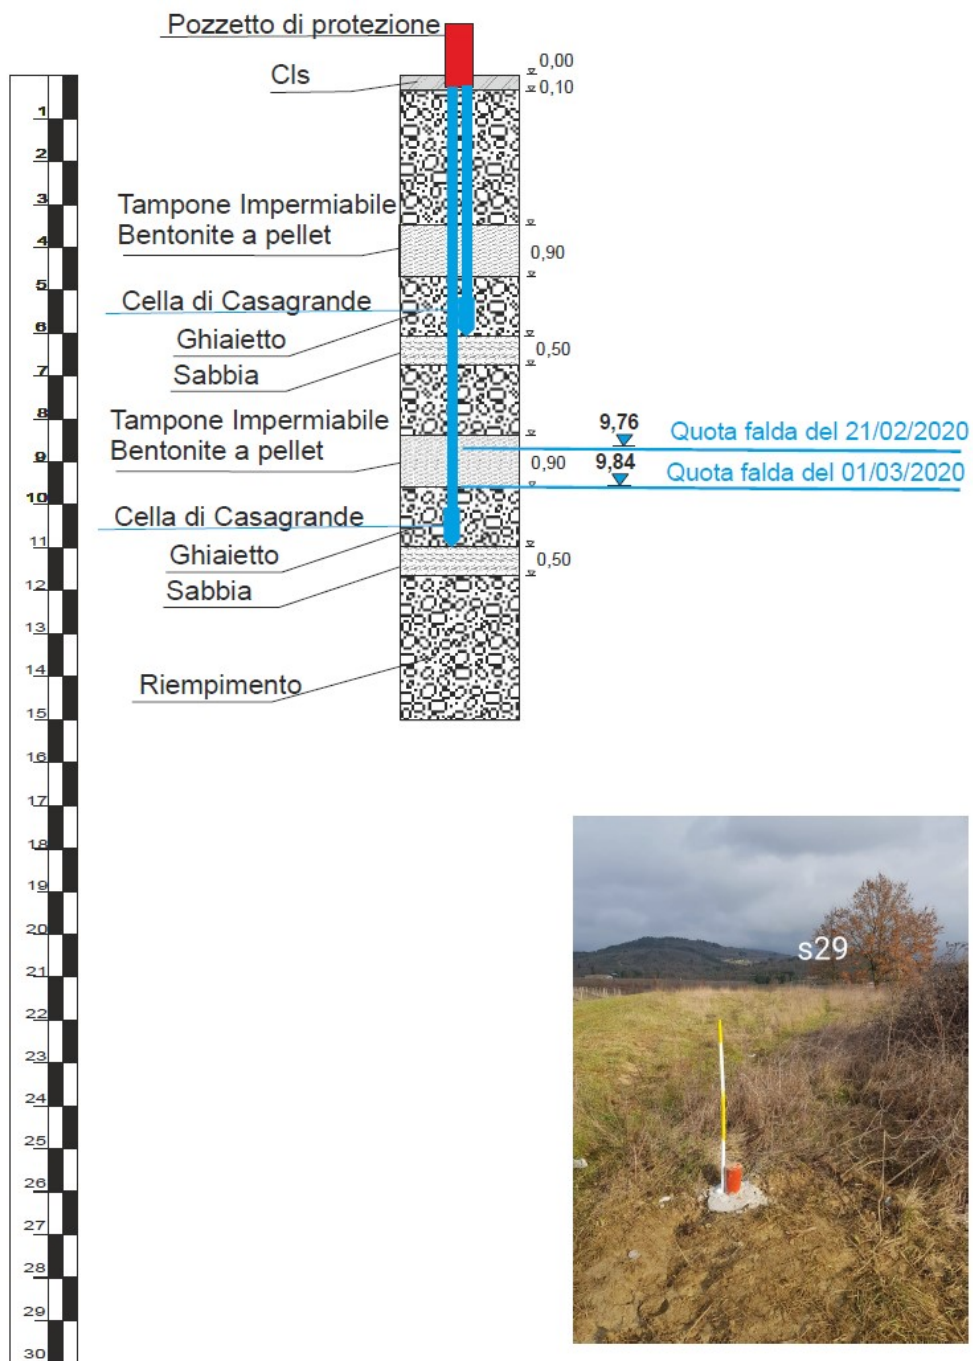 Pozzetto di protezione
Cls
0,00
0,10
Tampone Impermiabile
Bentonite a pellet
0,90
Cella di Casagrande
Ghiaietto
0,50
Sabbia
Tampone Impermiabile
Bentonite a pellet
9,76
Quota falda del 21/02/2020
0,90
9,84
Quota falda del 01/03/2020
Cella di Casagrande
Ghiaietto
0,50
Sabbia
Riempimento
1
2
3
4
5
6
7
8
9
10
11
12
13
14
15
16
17
18
19
20
21
22
23
24
25
26
27
28
29
30
s29